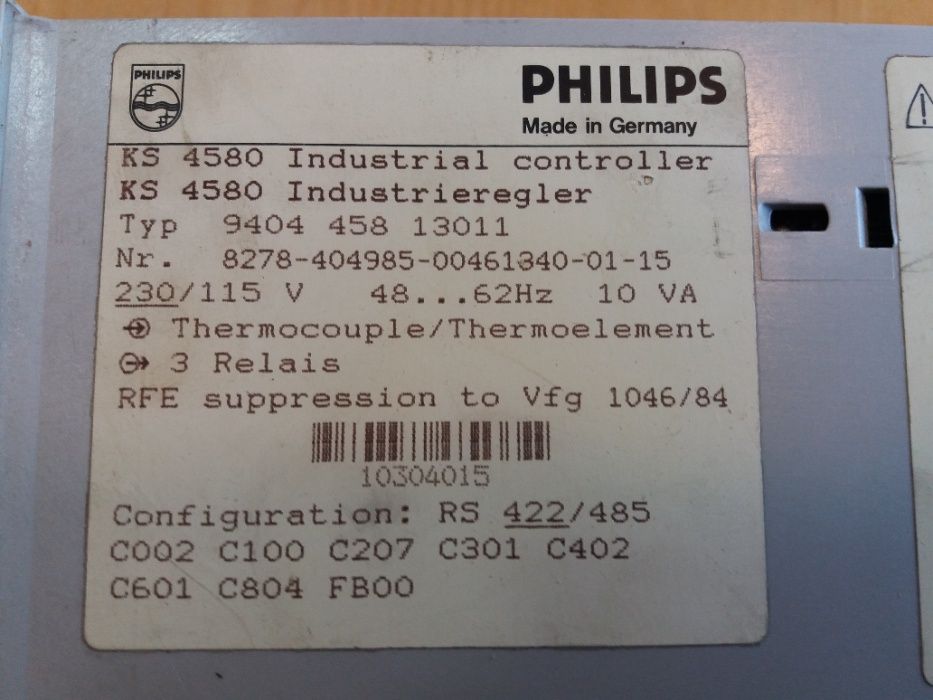 PHILIPS
PHILIPS
Made in Germany
KS 4580 Industrial controller
KS 4580 Industrieregler
Typ 9404 458 13011
Nr. 8278-404985-00461340-01-15
230/115 V 48...62Hz 10 VA
Thermocouple/Thermoelement
3 Relais
RFE suppression to Vfg 1046/84
10304015
Configuration: RS 422/485
C002 C100 C207 C301 C402
C601 C804 FB00